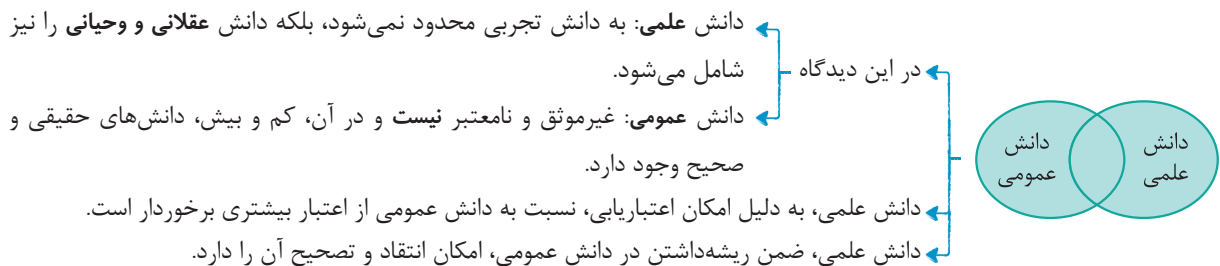 دانش علمی: به دانش تجربی محدود نمی‌شود، بلکه دانش عقلانی و وحیانی را نیز
شامل می‌شود.
در این دیدگاه
دانش عمومی: غیرموثق و نامعتبر نیست و در آن، کم و بیش، دانش‌های حقیقی و
صحیح وجود دارد.
دانش علمی، به دلیل امکان اعتباریابی، نسبت به دانش عمومی از اعتبار بیشتری برخوردار است.
دانش علمی، ضمن ریشه‌داشتن در دانش عمومی، امکان انتقاد و تصحیح آن را دارد.
دانش
علمی
دانش
عمومی